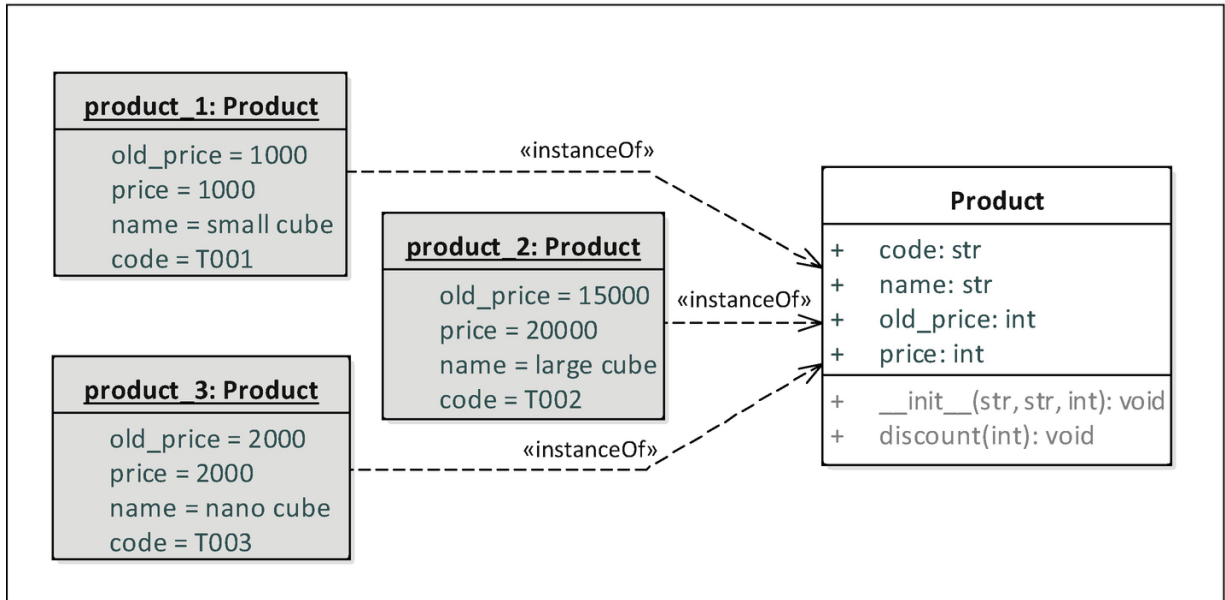 product_1: Product
old_price = 1000
price = 1000
name = small cube
code = T001
«instanceOf»
product_2: Product
old_price = 15000
price = 20000
name = large cube
code = T002
«instanceOf»
product_3: Product
old_price = 2000
price = 2000
name = nano cube
code = T003
«instanceOf»
Product
+ code: str
+ name: str
+ old_price: int
+ price: int
+ __init__(str, str, int): void
+ discount(int): void